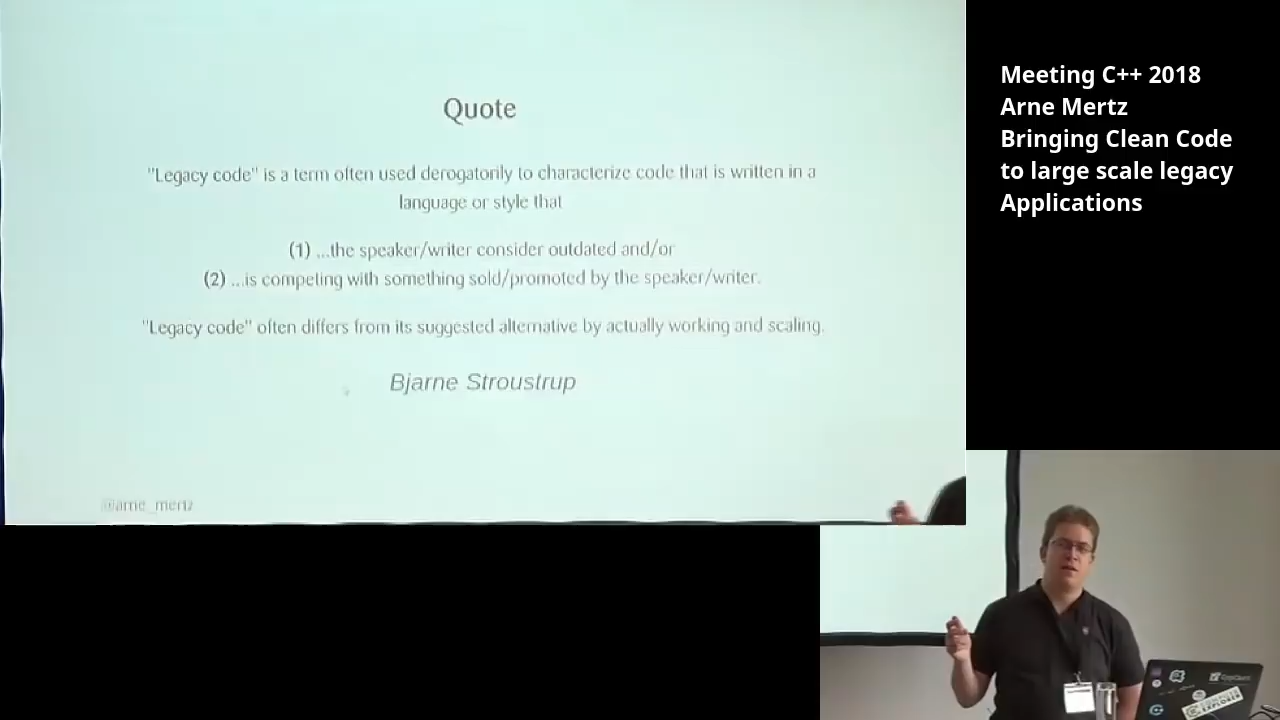 Quote
"Legacy code" is a term often used derogatorily to characterize code that is written in a
language or style that
(1) ...the speaker/writer consider outdated and/or
(2) ...is competing with something sold/promoted by the speaker/writer.
"Legacy code" often differs from its suggested alternative by actually working and scaling.
Bjarne Stroustrup
@arne_mertz
Meeting C++ 2018
Arne Mertz
Bringing Clean Code
to large scale legacy
Applications
EXPLORER